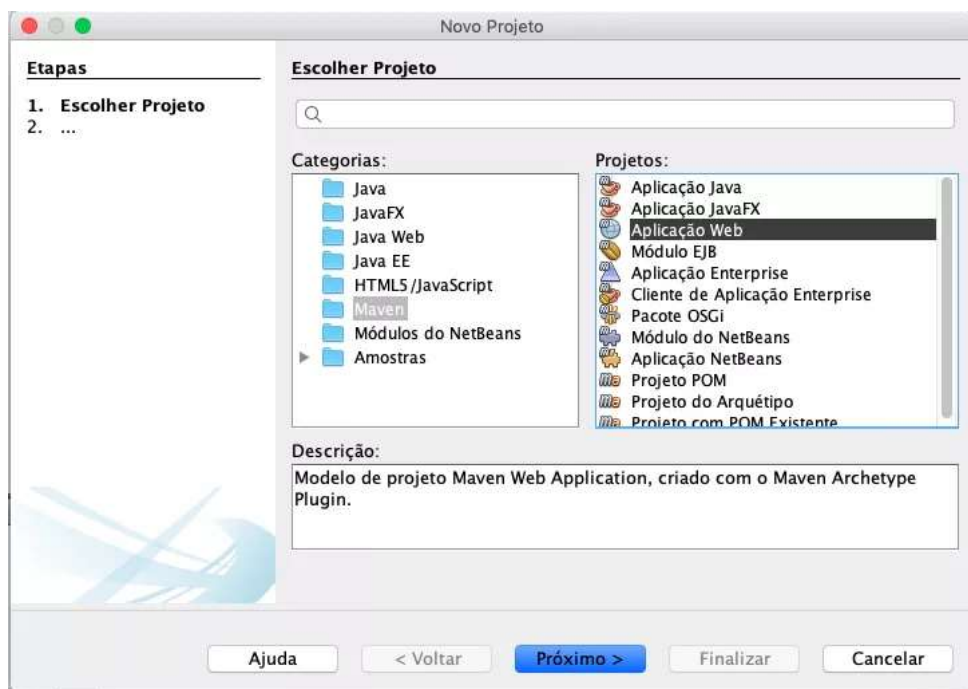 Novo Projeto
Etapas
1. Escolher Projeto
2. ...
Escolher Projeto
Categorias:
Java
JavaFX
Java Web
Java EE
HTML5/JavaScript
Maven
Módulos do NetBeans
Amostras
Projetos:
Aplicação Java
Aplicação JavaFX
Aplicação Web
Módulo EJB
Aplicação Enterprise
Cliente de Aplicação Enterprise
Pacote OSGi
Módulo do NetBeans
Aplicação NetBeans
Projeto POM
Projeto do Arquétipo
Projeto com POM Existente
Descrição:
Modelo de projeto Maven Web Application, criado com o Maven Archetype
Plugin.
Ajuda
< Voltar
Próximo >
Finalizar
Cancelar